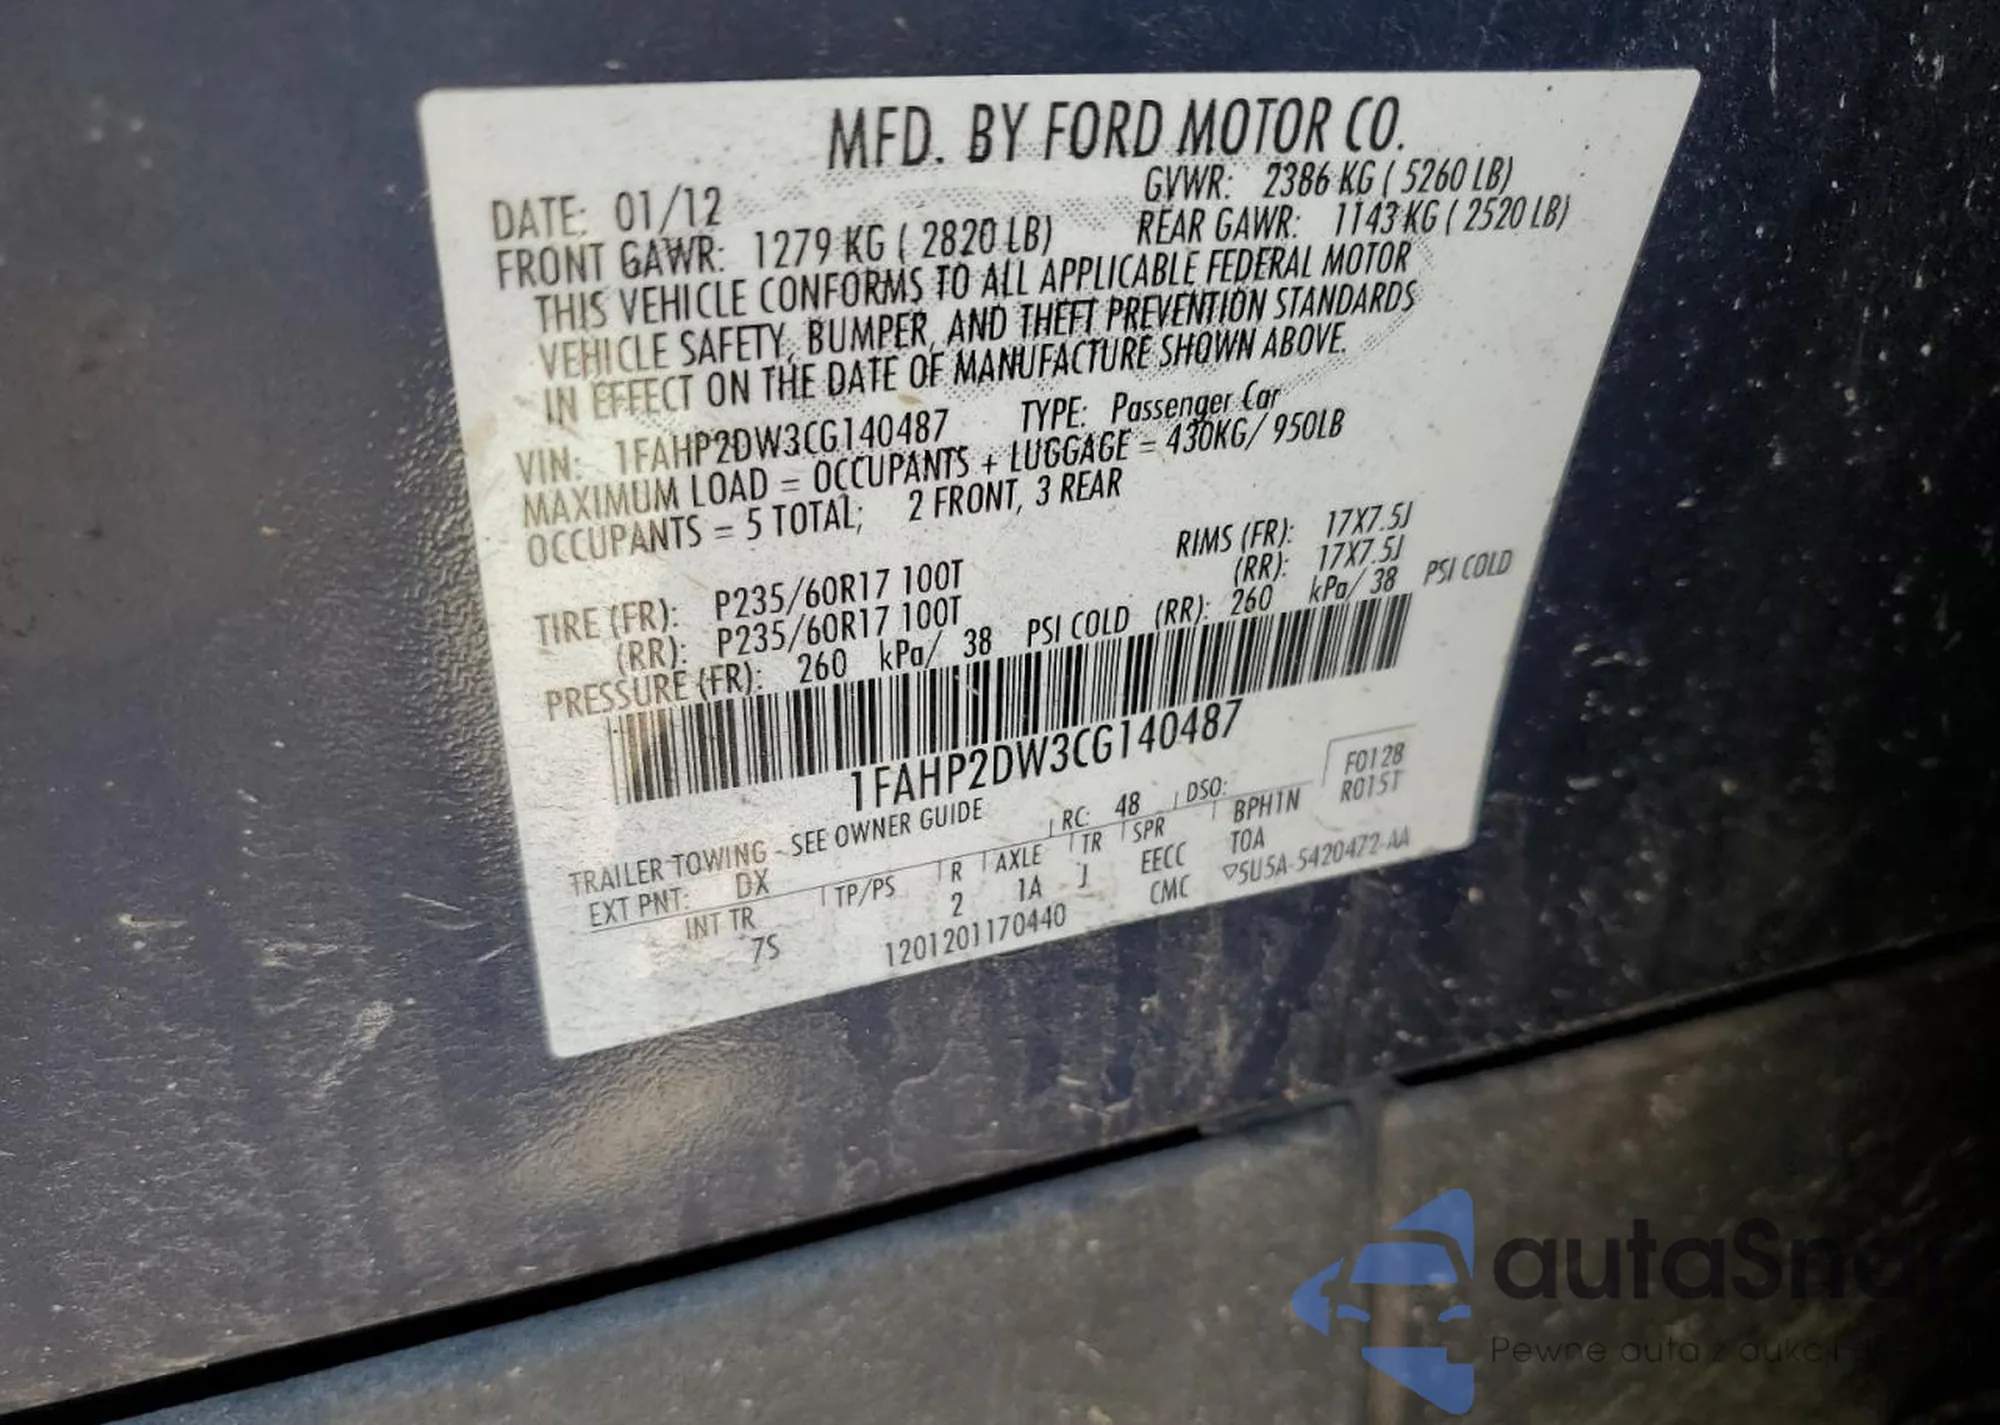 MFD. BY FORD MOTOR CO.
DATE: 01/12 GVWR: 2386 KG ( 5260 LB)
FRONT GAWR: 1279 KG ( 2820 LB) REAR GAWR: 1143 KG ( 2520 LB)
THIS VEHICLE CONFORMS TO ALL APPLICABLE FEDERAL MOTOR
VEHICLE SAFETY, BUMPER, AND THEFT PREVENTION STANDARDS
IN EFFECT ON THE DATE OF MANUFACTURE SHOWN ABOVE.
VIN: 1FAHP2DW3CG140487 TYPE: Passenger Car
MAXIMUM LOAD = OCCUPANTS + LUGGAGE = 430KG/ 950LB
OCCUPANTS = 5 TOTAL; 2 FRONT, 3 REAR
TIRE (FR): P235/60R17 100T RIMS (FR): 17X7.5J
(RR): P235/60R17 100T (RR): 17X7.5J
PRESSURE (FR): 260 kPa/ 38 PSI COLD (RR): 260 kPa/ 38 PSI COLD
1FAHP2DW3CG140487
TRAILER TOWING - SEE OWNER GUIDE
F0128
R015T
EXT PNT: DX RC: 48 DSO:
INT TR TP/PS R AXLE TR SPR BPH1N
7S 2 1A J EECC TOA
1201201170440 CMC ▽5U5A-5420472-AA
autaSnap
Pewne auta z aukcji